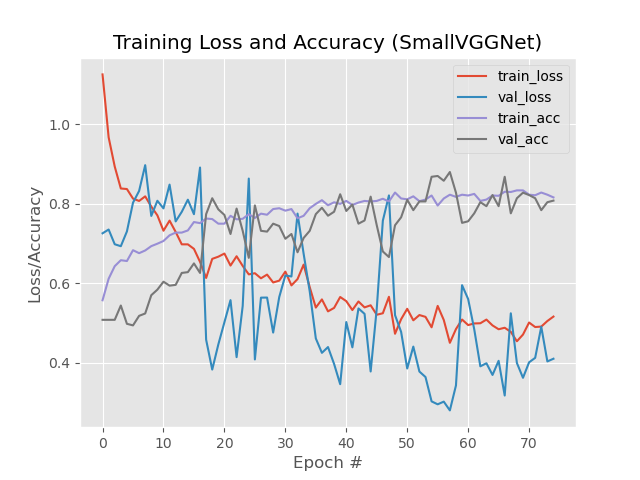 Training Loss and Accuracy (SmallVGGNet)
train_loss
val_loss
train_acc
val_acc
1.0
0.8
0.6
0.4
Loss/Accuracy
0 10 20 30 40 50 60 70
Epoch #